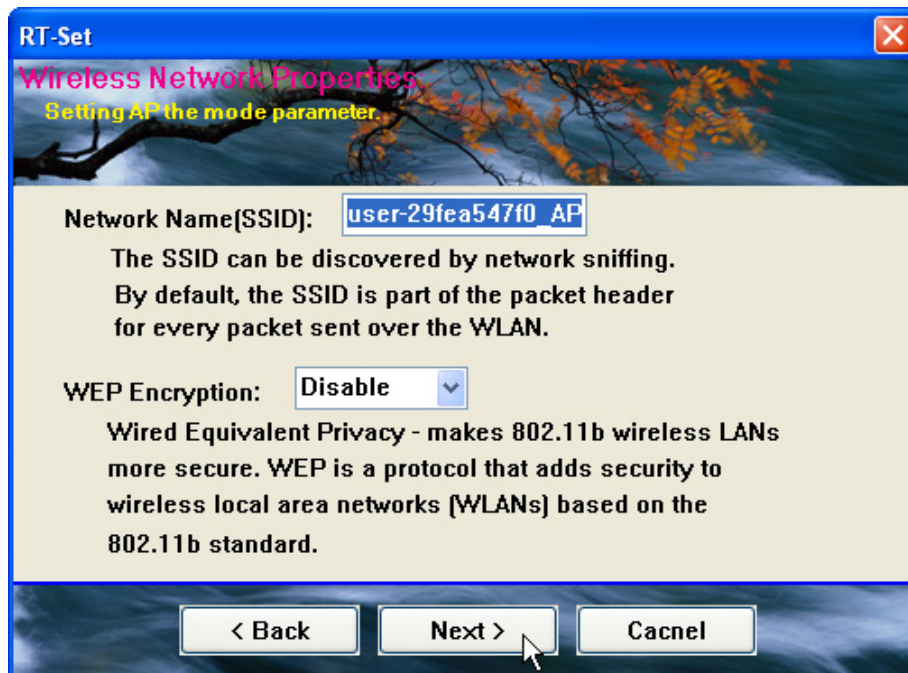 RT-Set
Wireless Network Properties:
Setting AP the mode parameter.
Network Name(SSID): user-29fea547f0_AP
The SSID can be discovered by network sniffing.
By default, the SSID is part of the packet header
for every packet sent over the WLAN.
WEP Encryption: Disable
Wired Equivalent Privacy - makes 802.11b wireless LANs
more secure. WEP is a protocol that adds security to
wireless local area networks (WLANs) based on the
802.11b standard.
< Back Next > Cacnel